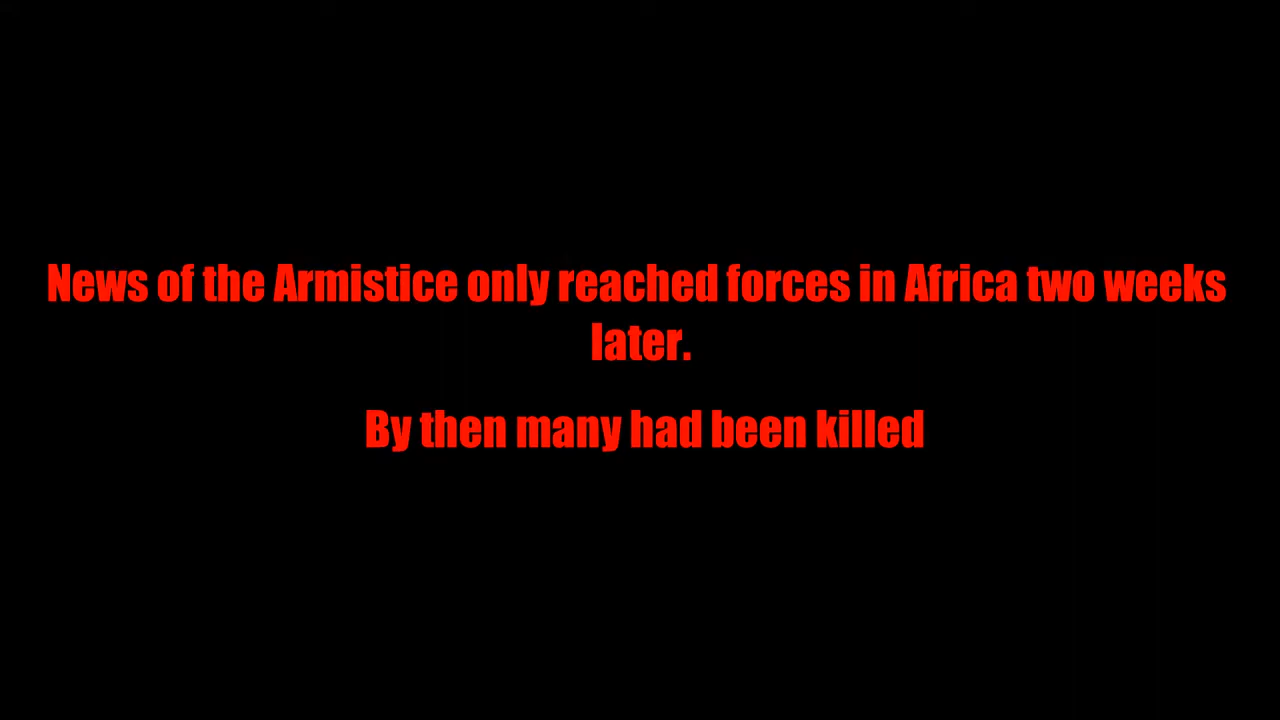 News of the Armistice only reached forces in Africa two weeks
later.
By then many had been killed